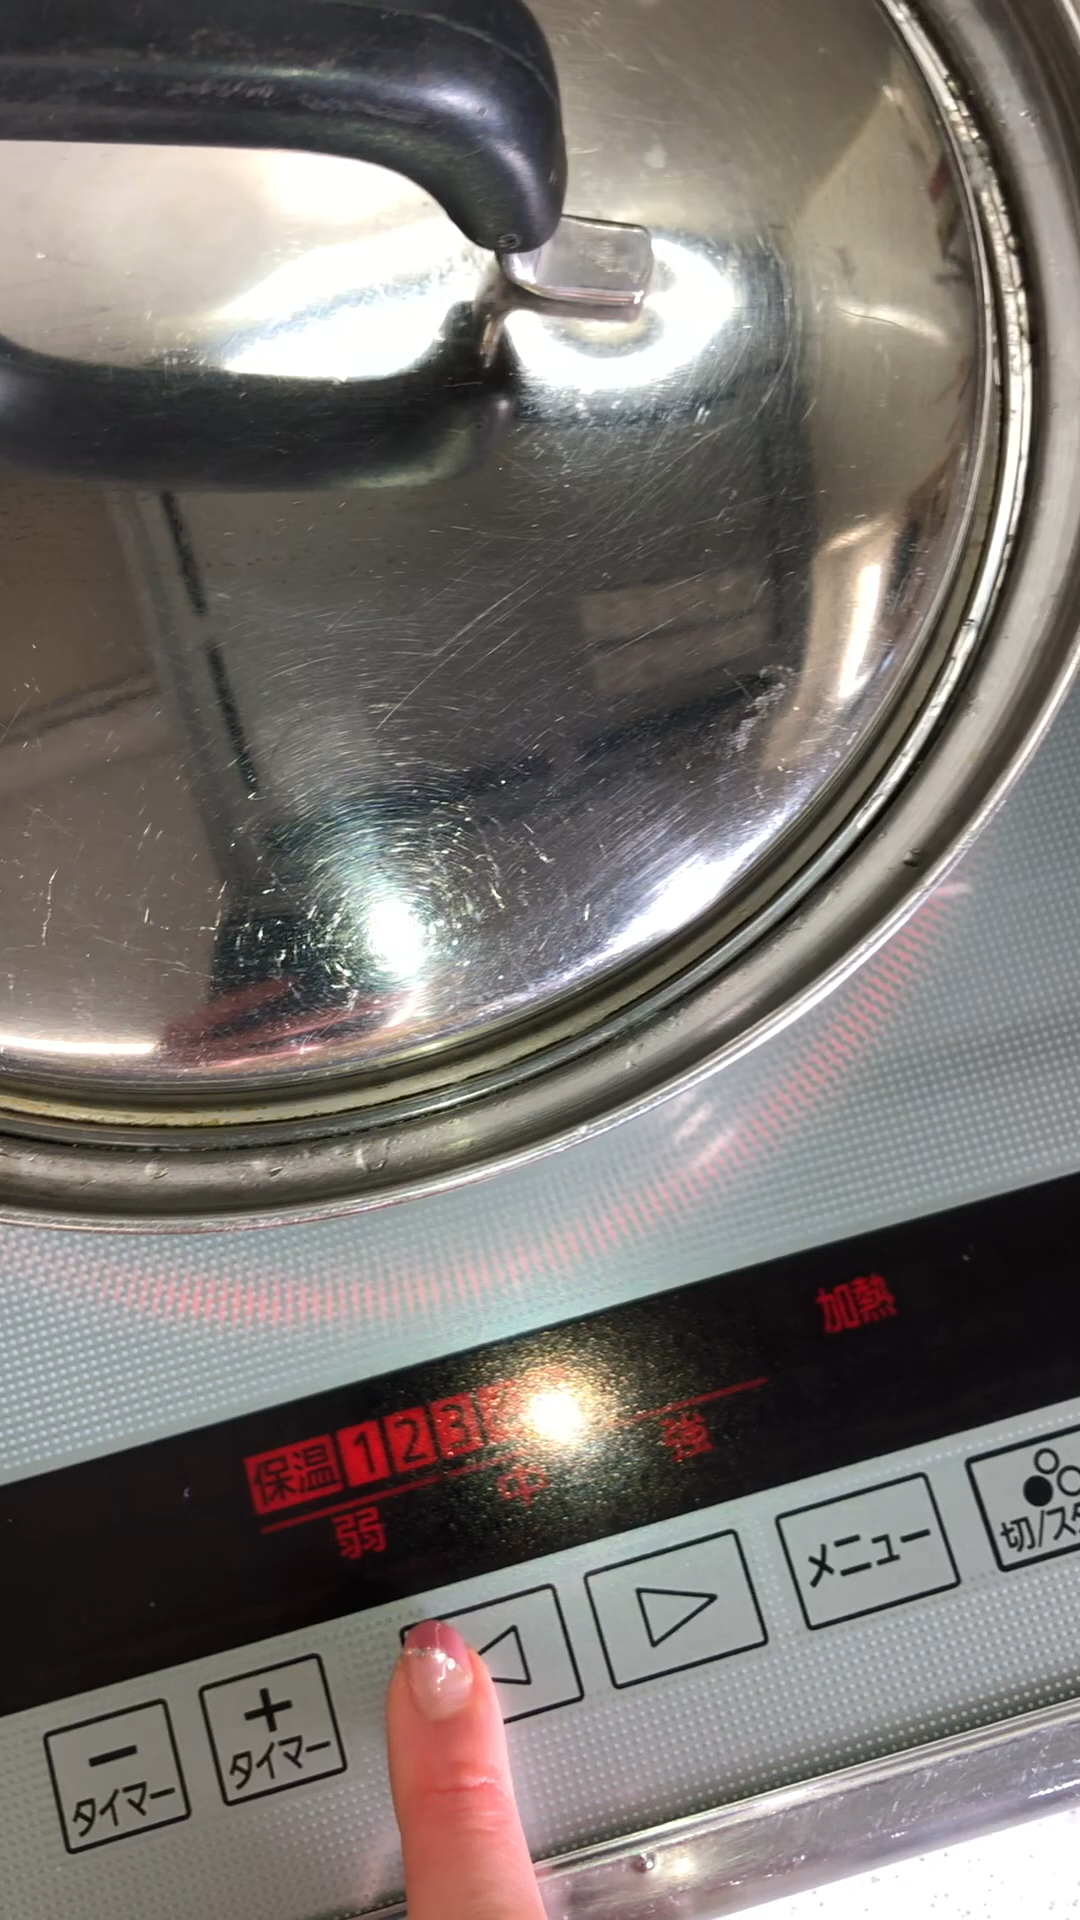 加熱
保温 1 2 3
弱 中 強
− タイマー
+ タイマー
メニュー
切/スタ